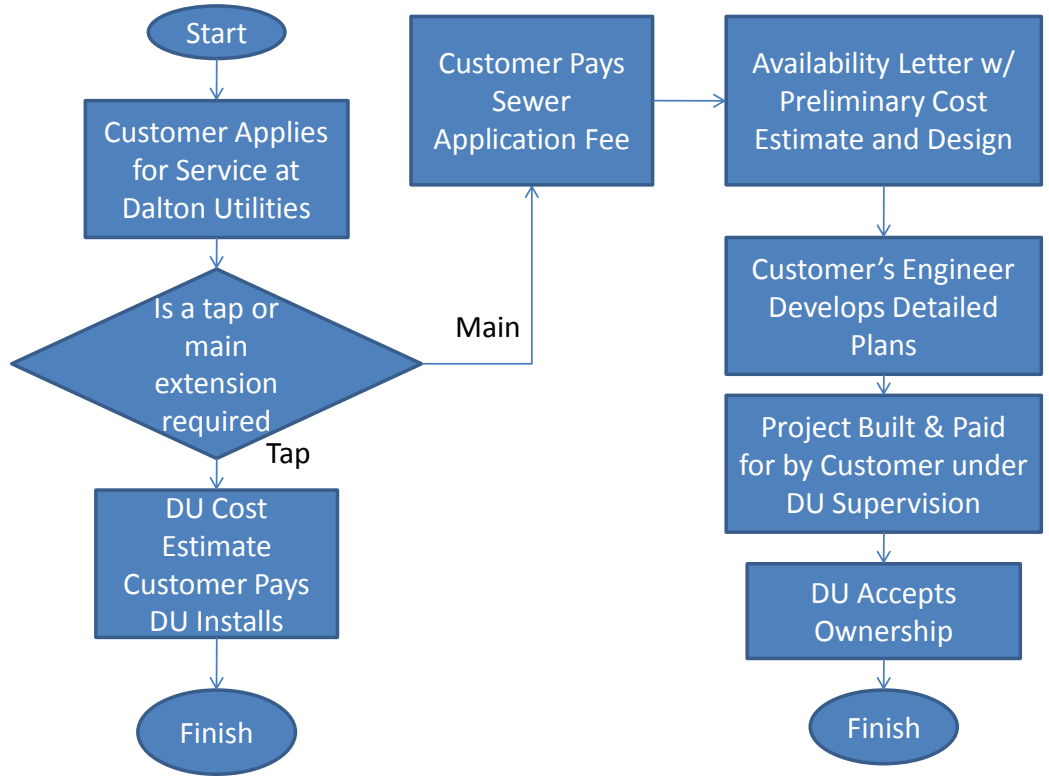 Start
Customer Applies
for Service at
Dalton Utilities
Is a tap or
main
extension
required
Tap
DU Cost
Estimate
Customer Pays
DU Installs
Finish
Main
Customer Pays
Sewer
Application Fee
Availability Letter w/
Preliminary Cost
Estimate and Design
Customer’s Engineer
Develops Detailed
Plans
Project Built & Paid
for by Customer under
DU Supervision
DU Accepts
Ownership
Finish